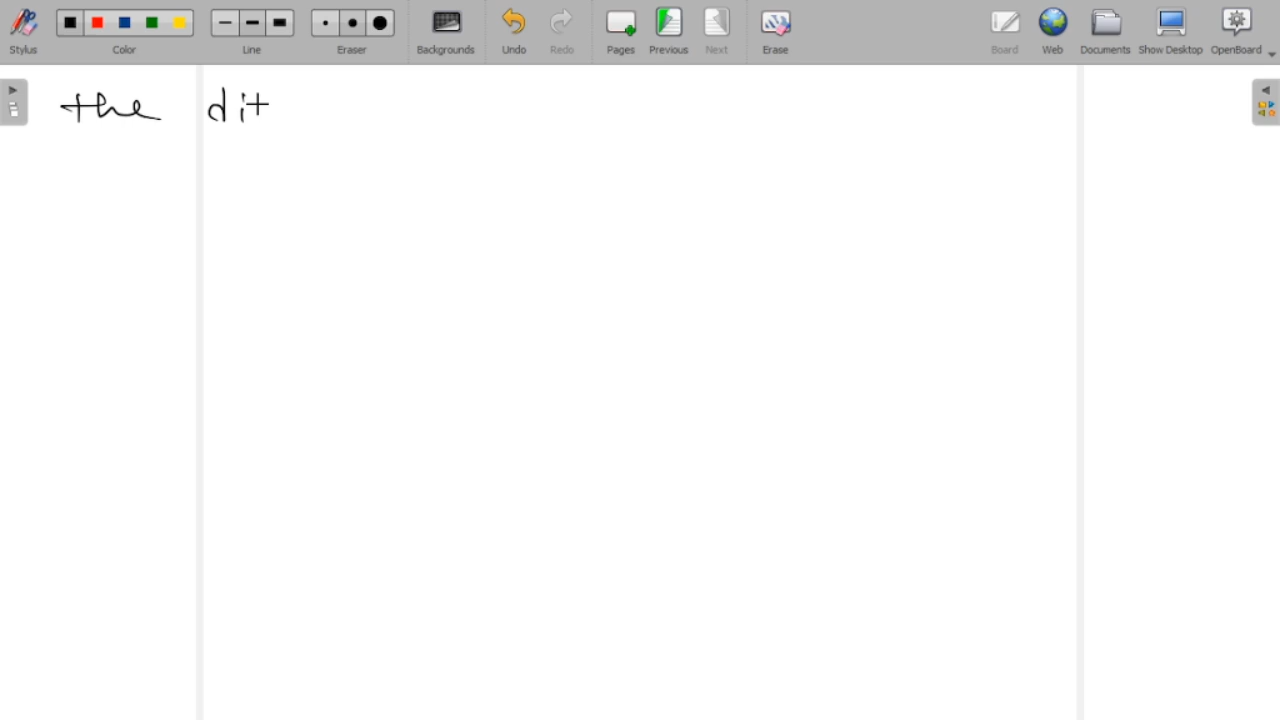 Stylus Color Line Eraser Backgrounds Undo Redo Pages Previous Next Erase Board Web Documents Show Desktop OpenBoard
the dit